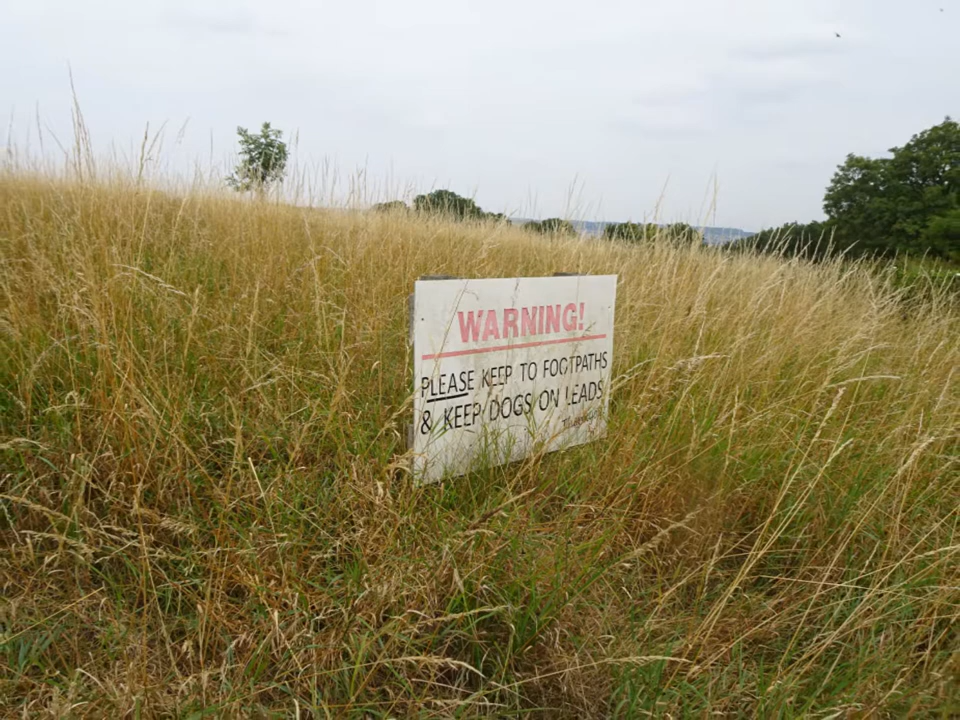 WARNING!
PLEASE KEEP TO FOOTPATHS
& KEEP DOGS ON LEADS